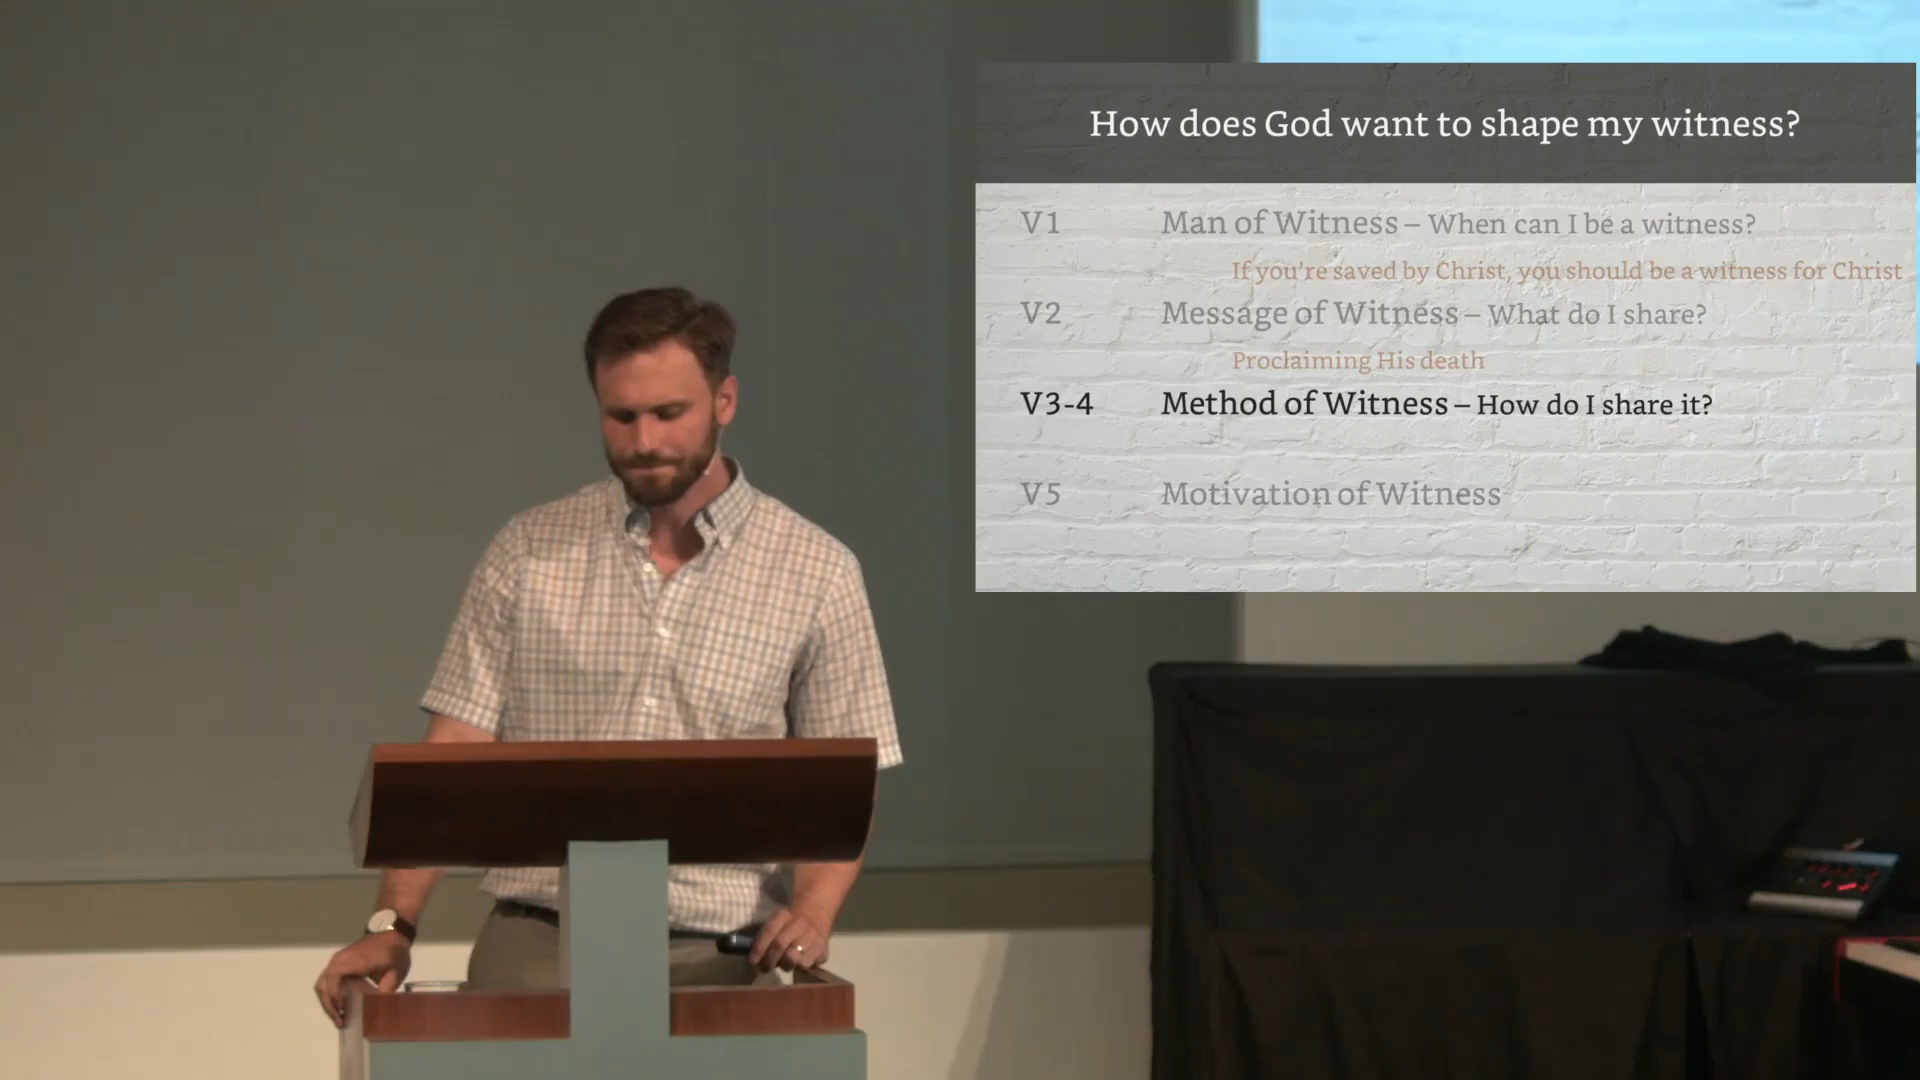 How does God want to shape my witness?
V1 Man of Witness – When can I be a witness?
If you're saved by Christ, you should be a witness for Christ
V2 Message of Witness – What do I share?
Proclaiming His death
V3-4 Method of Witness – How do I share it?
V5 Motivation of Witness